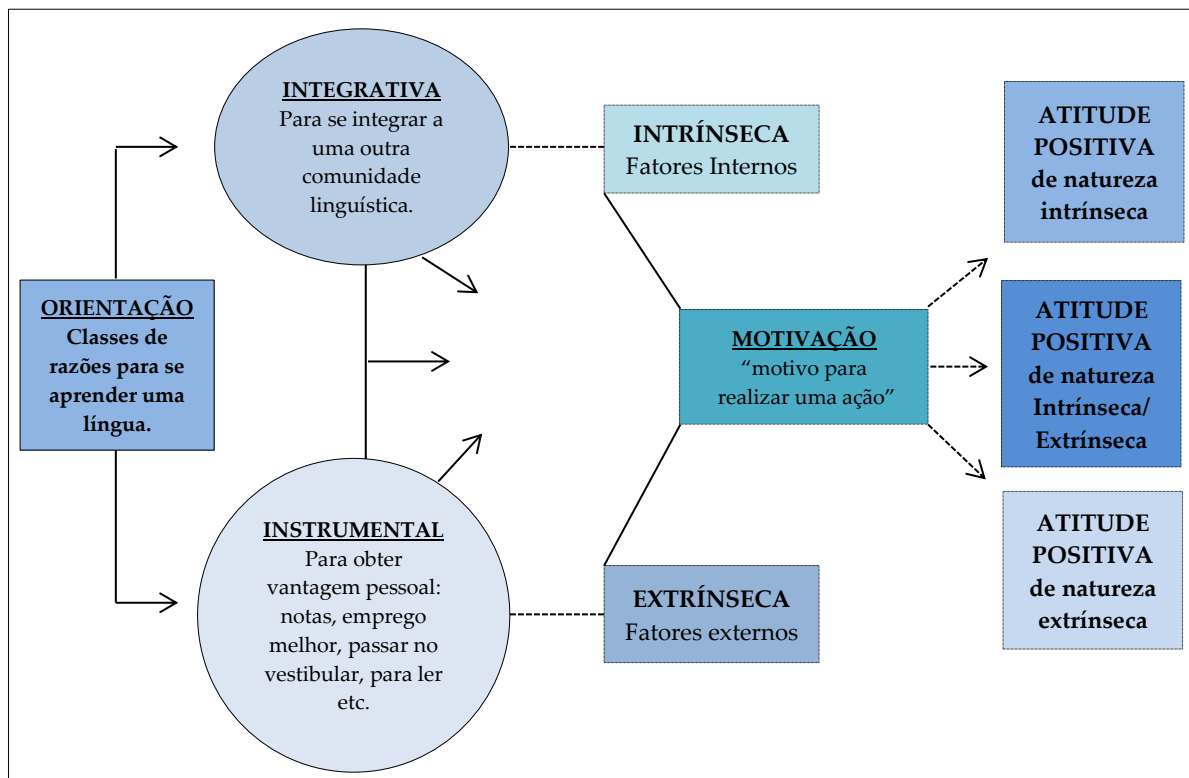 ORIENTAÇÃO
Classes de
razões para se
aprender uma
língua.
INTEGRATIVA
Para se integrar a
uma outra
comunidade
linguística.
INSTRUMENTAL
Para obter
vantagem pessoal:
notas, emprego
melhor, passar no
vestibular, para ler
etc.
INTRÍNSECA
Fatores Internos
MOTIVAÇÃO
“motivo para
realizar uma ação”
EXTRÍNSECA
Fatores externos
ATITUDE
POSITIVA
de natureza
intrínseca
ATITUDE
POSITIVA
de natureza
Intrínseca/
Extrínseca
ATITUDE
POSITIVA
de natureza
extrínseca